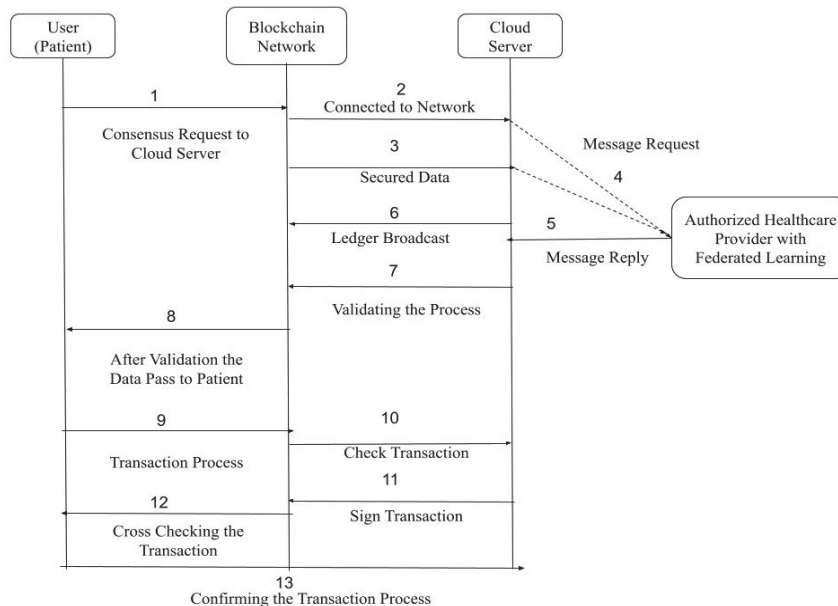 User
(Patient)
Blockchain
Network
Cloud
Server
1
2
Connected to Network
Consensus Request to
Cloud Server
3
Secured Data
Message Request
4
6
Ledger Broadcast
5
Message Reply
Authorized Healthcare
Provider with
Federated Learning
7
Validating the Process
8
After Validation the
Data Pass to Patient
9
10
Transaction Process
Check Transaction
11
12
Sign Transaction
Cross Checking the
Transaction
13
Confirming the Transaction Process